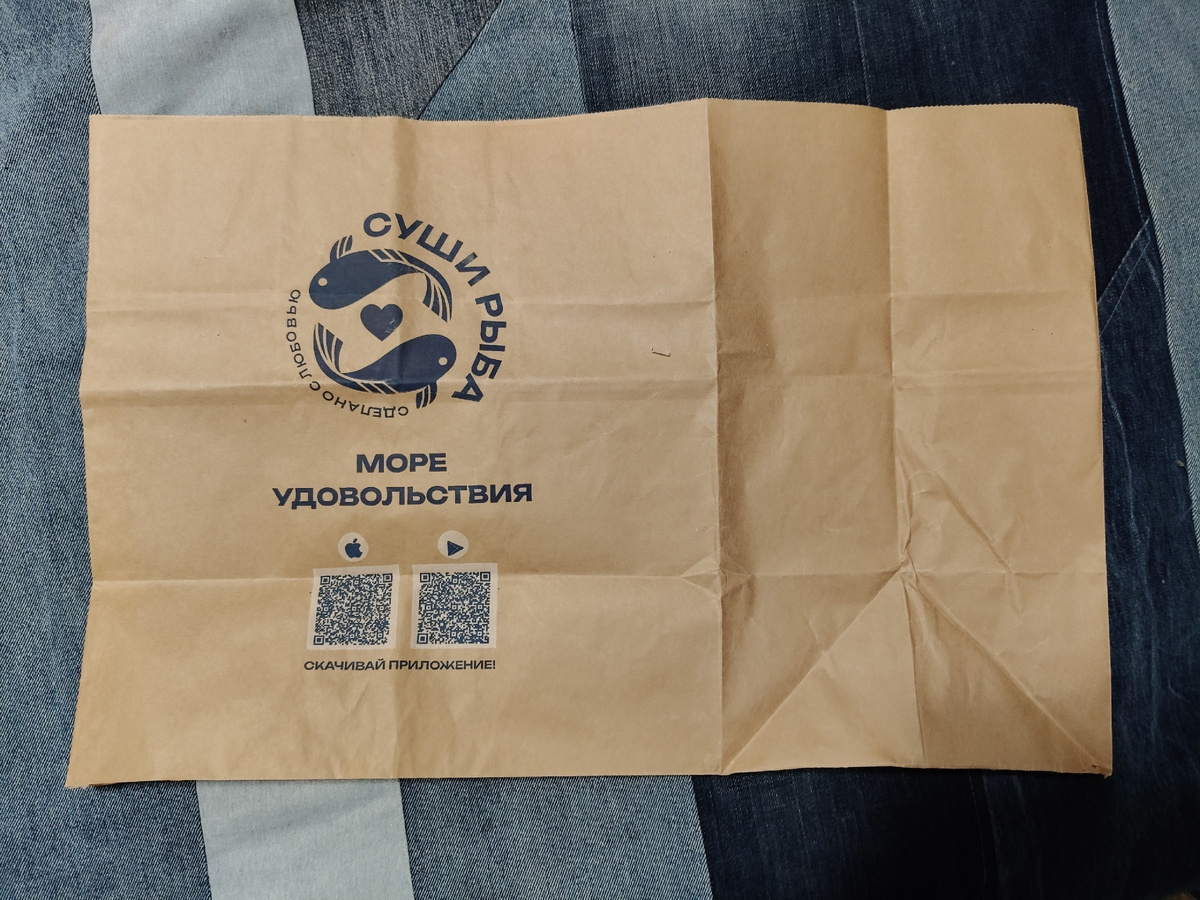 СУШИ РЫБА
СДЕЛАНО С ЛЮБОВЬЮ
МОРЕ
УДОВОЛЬСТВИЯ
СКАЧИВАЙ ПРИЛОЖЕНИЕ!